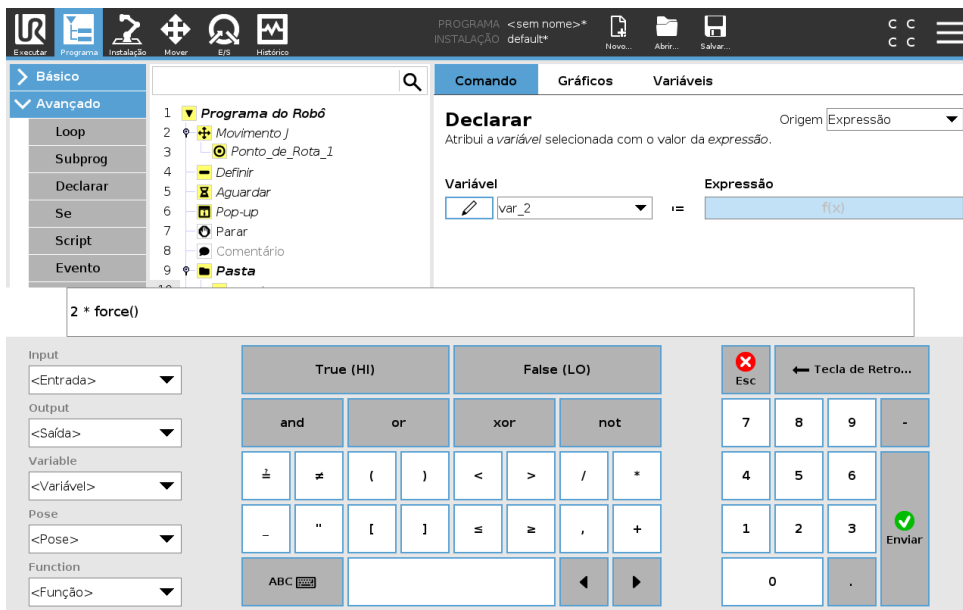 PROGRAMA <sem nome>*
INSTALAÇÃO default*
Executar Programa Instalação Mover E/S Histórico Novo... Abrir... Salvar...
C C
C C
Básico
Avançado
Loop
Subprog
Declarar
Se
Script
Evento
1 Programa do Robô
2 Movimento J
3 Ponto_de_Rota_1
4 Definir
5 Aguardar
6 Pop-up
7 Parar
8 Comentário
9 Pasta
Comando Gráficos Variáveis
Declarar
Origem Expressão
Atribui a variável selecionada com o valor da expressão.
Variável Expressão
var_2 := f(x)
2 * force()
Input
<Entrada>
Output
<Saída>
Variable
<Variável>
Pose
<Pose>
Function
<Função>
True (HI) False (LO)
and or xor not
≟ ≠ ( ) < > / *
_ " [ ] ≤ ≥ , +
ABC
Esc Tecla de Retro...
7 8 9 -
4 5 6
1 2 3 Enviar
0 .